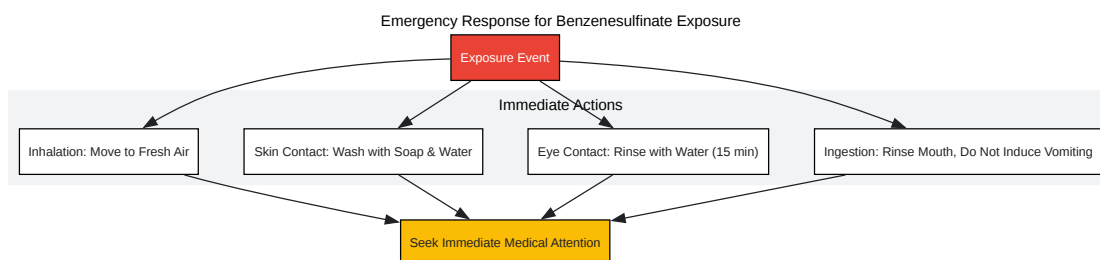 Emergency Response for Benzenesulfinate Exposure
Exposure Event
Immediate Actions
Inhalation: Move to Fresh Air
Skin Contact: Wash with Soap & Water
Eye Contact: Rinse with Water (15 min)
Ingestion: Rinse Mouth, Do Not Induce Vomiting
Seek Immediate Medical Attention